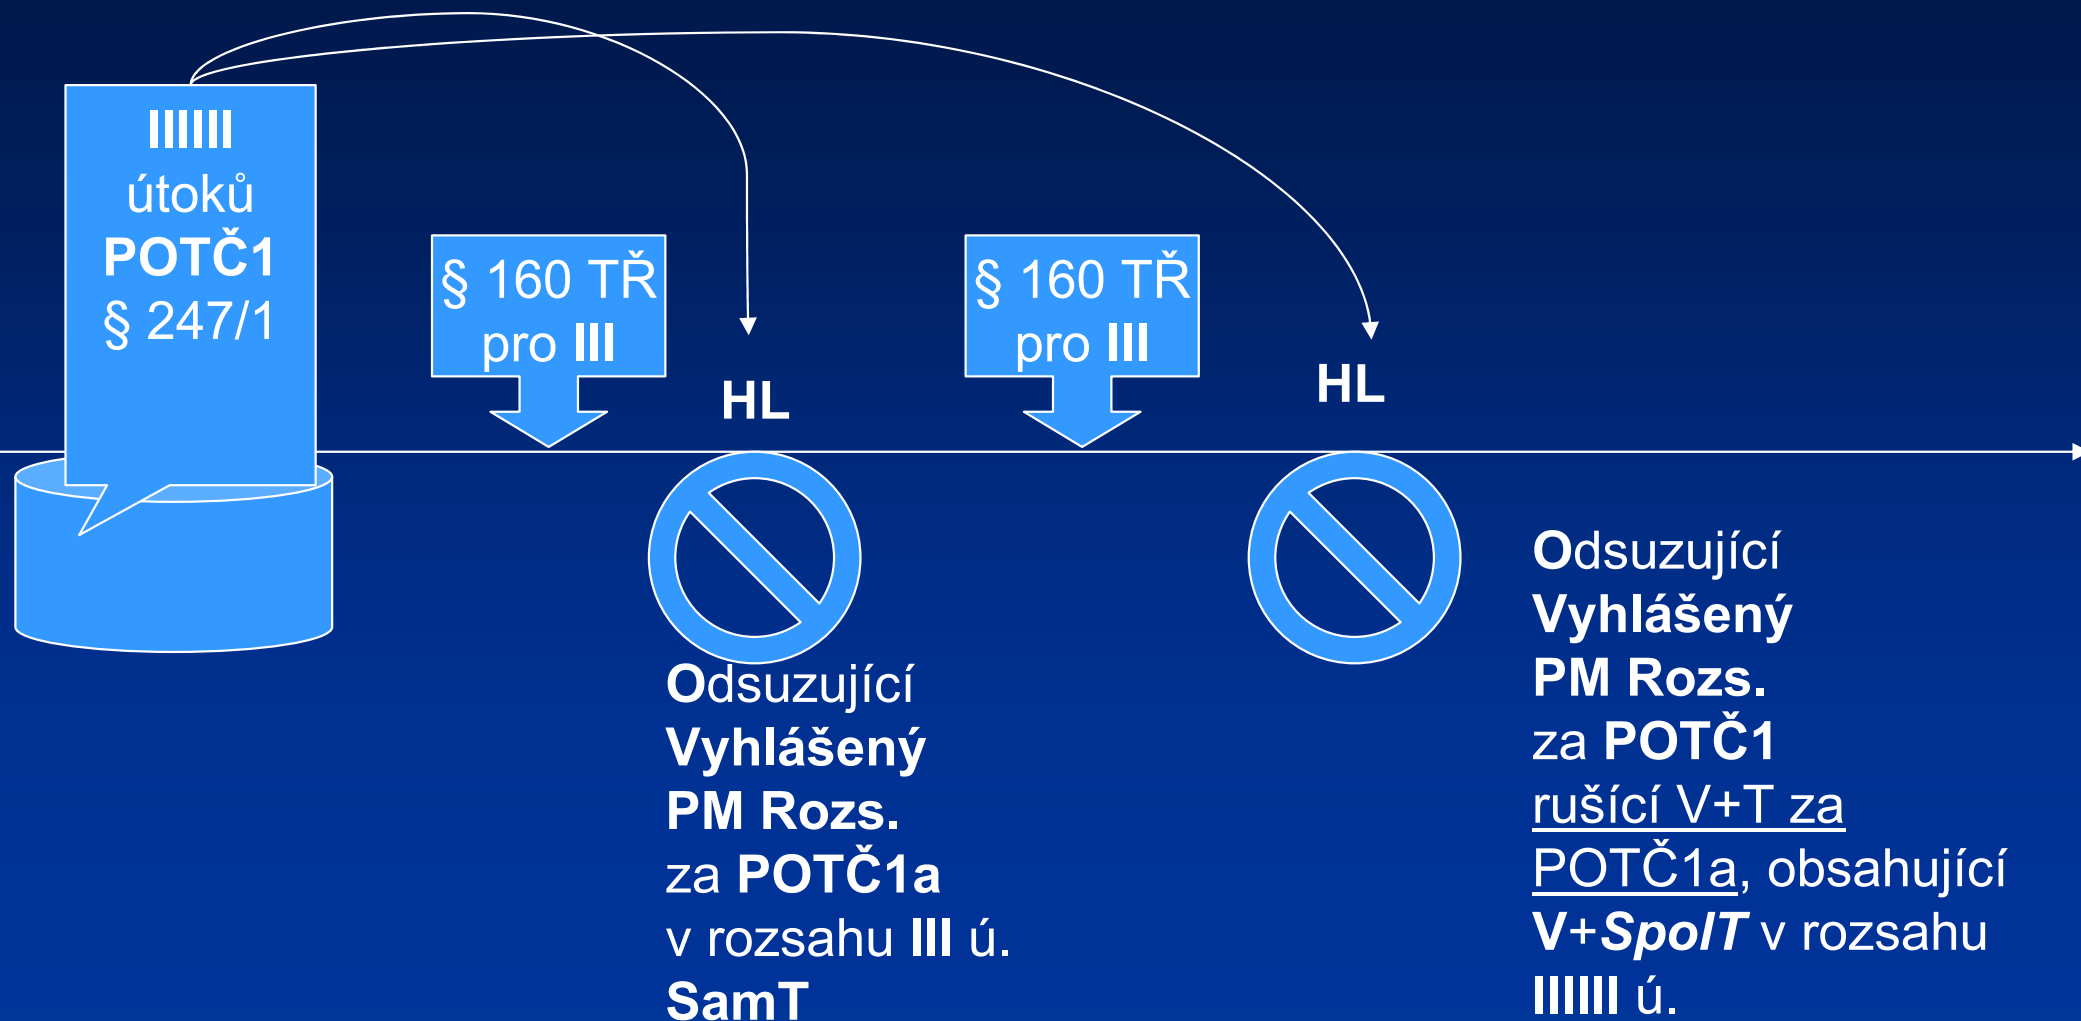 IIIIII
útoků
POTČ1
§ 247/1
§ 160 TŘ
pro III
HL
§ 160 TŘ
pro III
HL
Odsuzující
Vyhlášený
PM Rozs.
za POTČ1a
v rozsahu III ú.
SamT
Odsuzující
Vyhlášený
PM Rozs.
za POTČ1
rušící V+T za
POTČ1a, obsahující
V+SpolT v rozsahu
IIIIII ú.